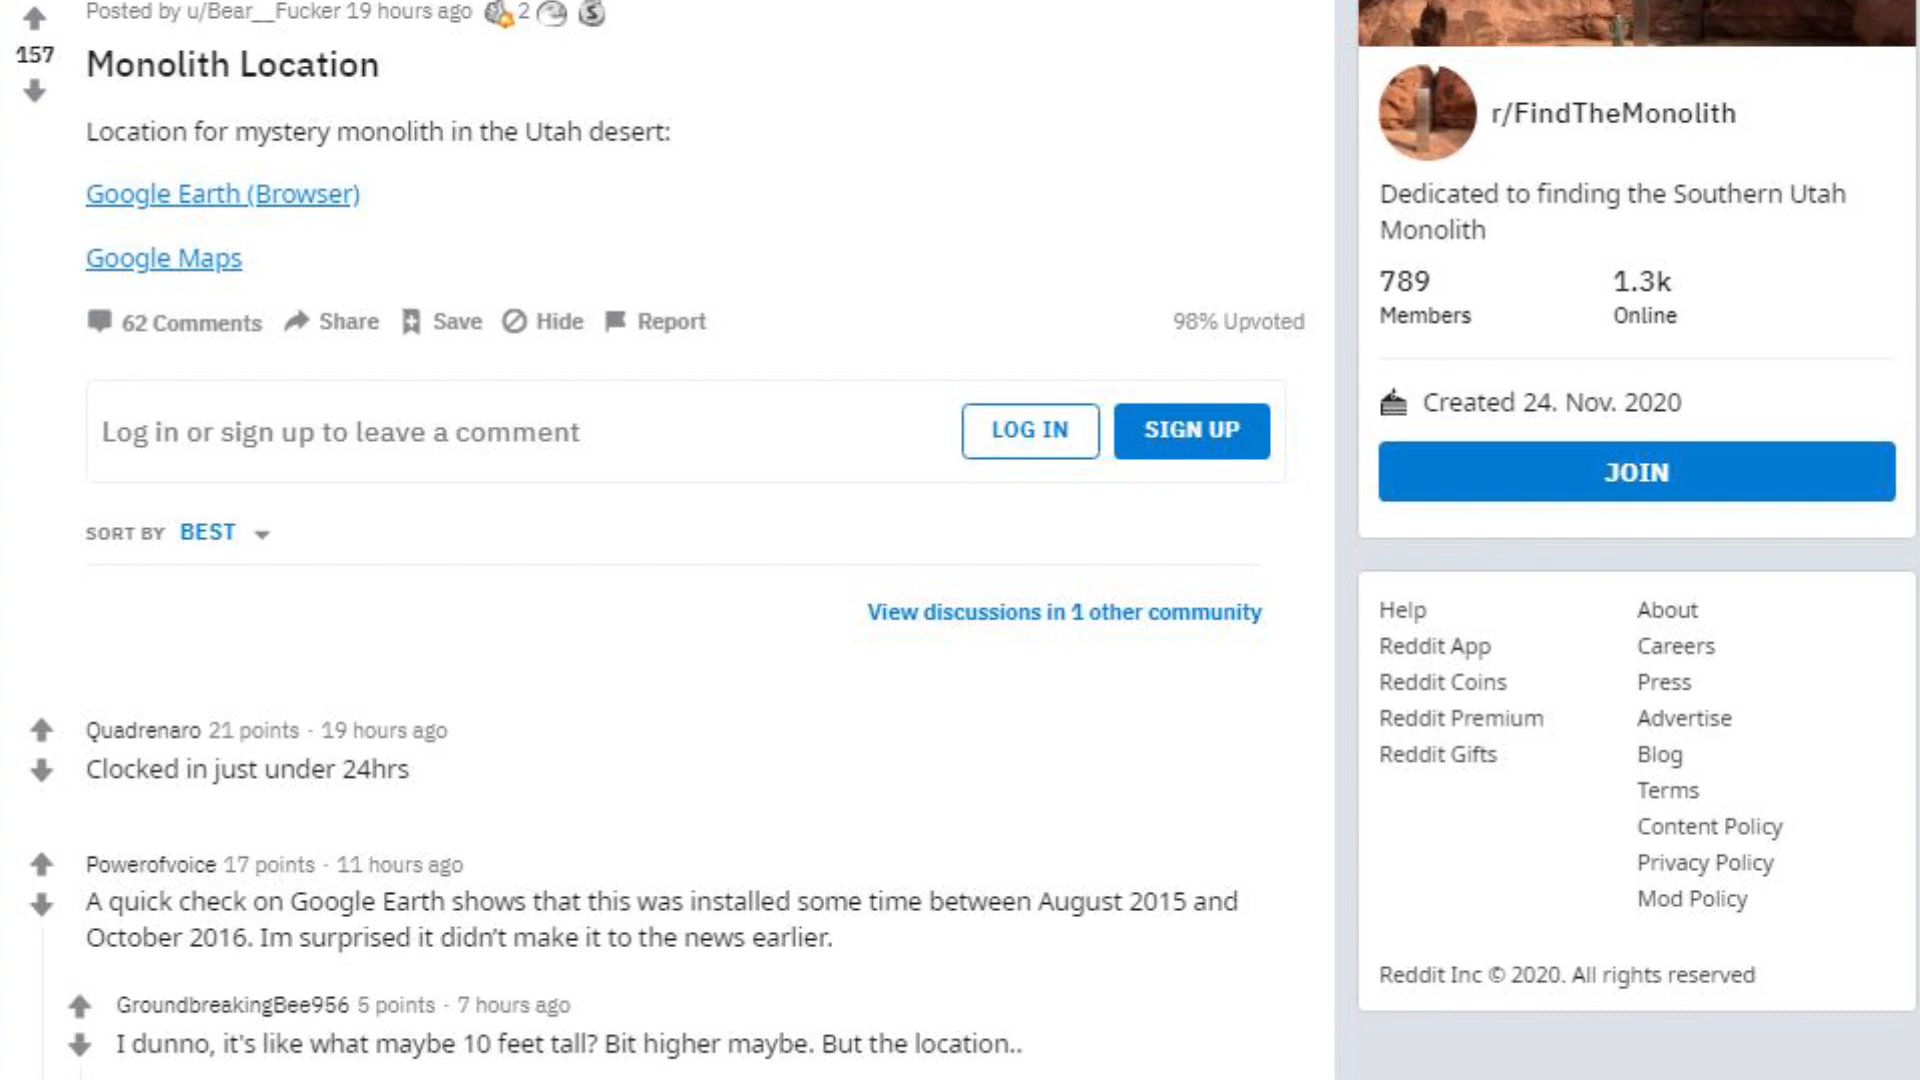 Posted by u/Bear__Fucker 19 hours ago 2
157
Monolith Location
Location for mystery monolith in the Utah desert:
Google Earth (Browser)
Google Maps
62 Comments Share Save Hide Report 98% Upvoted
Log in or sign up to leave a comment LOG IN SIGN UP
SORT BY BEST
View discussions in 1 other community
Quadrenaro 21 points · 19 hours ago
Clocked in just under 24hrs
Powerofvoice 17 points · 11 hours ago
A quick check on Google Earth shows that this was installed some time between August 2015 and
October 2016. Im surprised it didn't make it to the news earlier.
GroundbreakingBee956 5 points · 7 hours ago
I dunno, it's like what maybe 10 feet tall? Bit higher maybe. But the location..
r/FindTheMonolith
Dedicated to finding the Southern Utah
Monolith
789 1.3k
Members Online
Created 24. Nov. 2020
JOIN
Help About
Reddit App Careers
Reddit Coins Press
Reddit Premium Advertise
Reddit Gifts Blog
Terms
Content Policy
Privacy Policy
Mod Policy
Reddit Inc © 2020. All rights reserved